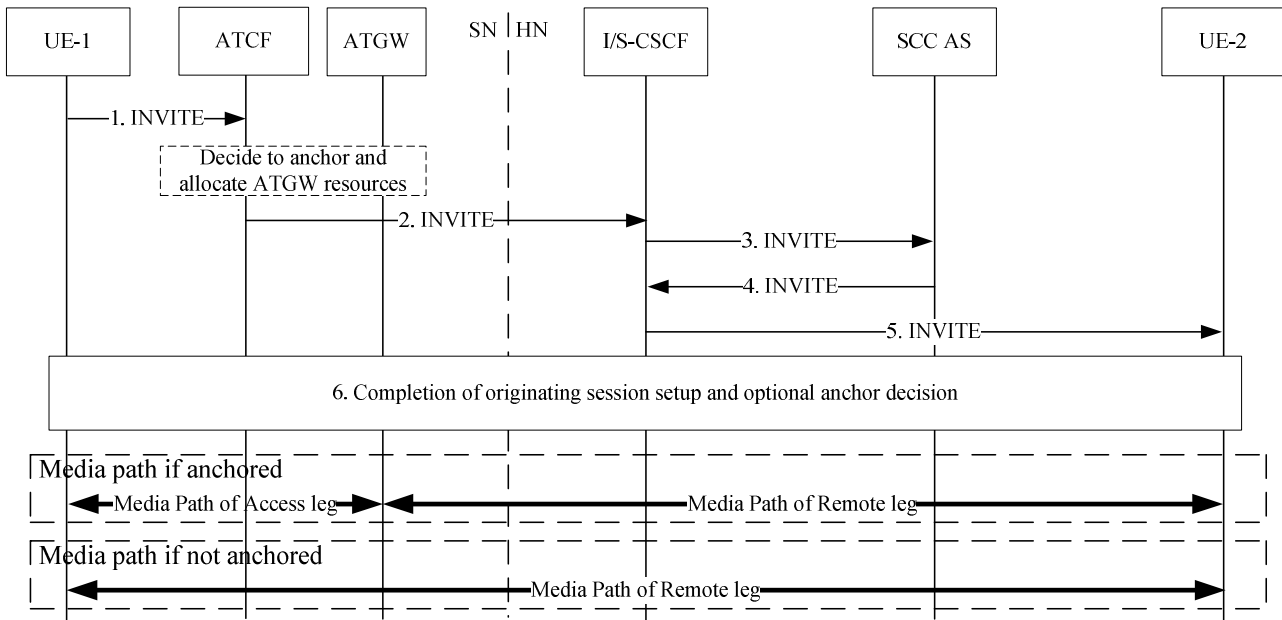 UE-1
ATCF
ATGW
SN
HN
I/S-CSCF
SCC AS
UE-2
1. INVITE
Decide to anchor and
allocate ATGW resources
2. INVITE
3. INVITE
4. INVITE
5. INVITE
6. Completion of originating session setup and optional anchor decision
Media path if anchored
Media Path of Access leg
Media Path of Remote leg
Media path if not anchored
Media Path of Remote leg